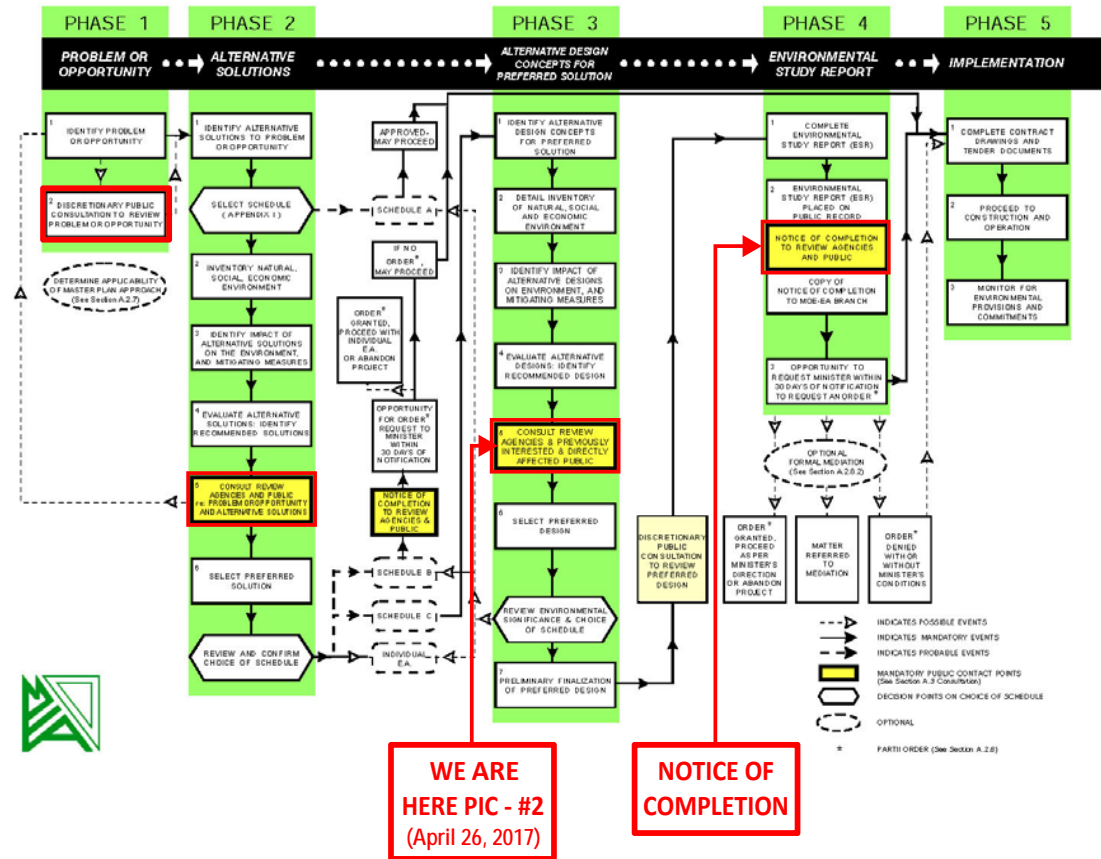 PHASE 1
PHASE 2
PHASE 3
PHASE 4
PHASE 5
PROBLEM OR
OPPORTUNITY
ALTERNATIVE
SOLUTIONS
ALTERNATIVE DESIGN
CONCEPTS FOR
PREFERRED SOLUTION
ENVIRONMENTAL
STUDY REPORT
IMPLEMENTATION
1
IDENTIFY PROBLEM
OR OPPORTUNITY
2
DISCRETIONARY PUBLIC
CONSULTATION TO REVIEW
PROBLEM OR OPPORTUNITY
DETERMINE APPLICABILITY
OF MASTER PLAN APPROACH
(See Section A.2.7)
1
IDENTIFY ALTERNATIVE
SOLUTIONS TO PROBLEM
OR OPPORTUNITY
SELECT SCHEDULE
(APPENDIX I)
2
INVENTORY NATURAL,
SOCIAL, ECONOMIC
ENVIRONMENT
3
IDENTIFY IMPACT OF
ALTERNATIVE SOLUTIONS
ON THE ENVIRONMENT,
AND MITIGATING MEASURES
4
EVALUATE ALTERNATIVE
SOLUTIONS: IDENTIFY
RECOMMENDED SOLUTIONS
5
CONSULT REVIEW
AGENCIES AND PUBLIC
re: PROBLEM OR OPPORTUNITY
AND ALTERNATIVE SOLUTIONS
6
SELECT PREFERRED
SOLUTION
REVIEW AND CONFIRM
CHOICE OF SCHEDULE
APPROVED-
MAY PROCEED
SCHEDULE A
IF NO
ORDER*,
MAY PROCEED
ORDER*
GRANTED,
PROCEED WITH
INDIVIDUAL
E.A.
OR ABANDON
PROJECT
OPPORTUNITY
FOR ORDER*
REQUEST TO
MINISTER
WITHIN
30 DAYS OF
NOTIFICATION
NOTICE OF
COMPLETION
TO REVIEW
AGENCIES &
PUBLIC
SCHEDULE B
SCHEDULE C
INDIVIDUAL
E.A.
1
IDENTIFY ALTERNATIVE
DESIGN CONCEPTS
FOR PREFERRED
SOLUTION
2
DETAIL INVENTORY
OF NATURAL, SOCIAL
AND ECONOMIC
ENVIRONMENT
3
IDENTIFY IMPACT OF
ALTERNATIVE DESIGNS
ON ENVIRONMENT, AND
MITIGATING MEASURES
4
EVALUATE ALTERNATIVE
DESIGNS: IDENTIFY
RECOMMENDED DESIGN
CONSULT REVIEW
AGENCIES & PREVIOUSLY
INTERESTED & DIRECTLY
AFFECTED PUBLIC
6
SELECT PREFERRED
DESIGN
REVIEW ENVIRONMENTAL
SIGNIFICANCE & CHOICE
OF SCHEDULE
7
PRELIMINARY FINALIZATION
OF PREFERRED DESIGN
DISCRETIONARY
PUBLIC
CONSULTATION
TO REVIEW
PREFERRED
DESIGN
1
COMPLETE
ENVIRONMENTAL
STUDY REPORT (ESR)
2
ENVIRONMENTAL
STUDY REPORT (ESR)
PLACED ON
PUBLIC RECORD
NOTICE OF COMPLETION
TO REVIEW AGENCIES
AND PUBLIC
COPY OF
NOTICE OF COMPLETION
TO MOE-EA BRANCH
3
OPPORTUNITY TO
REQUEST MINISTER WITHIN
30 DAYS OF NOTIFICATION
TO REQUEST AN ORDER*
OPTIONAL
FORMAL MEDIATION
(See Section A.2.8.2)
ORDER*
GRANTED,
PROCEED
AS PER
MINISTER'S
DIRECTION
OR ABANDON
PROJECT
MATTER
REFERRED
TO
MEDIATION
ORDER*
DENIED
WITH OR
WITHOUT
MINISTER'S
CONDITIONS
1
COMPLETE CONTRACT
DRAWINGS AND
TENDER DOCUMENTS
2
PROCEED TO
CONSTRUCTION AND
OPERATION
3
MONITOR FOR
ENVIRONMENTAL
PROVISIONS AND
COMMITMENTS
INDICATES POSSIBLE EVENTS
INDICATES MANDATORY EVENTS
INDICATES PROBABLE EVENTS
MANDATORY PUBLIC CONTACT POINTS
(See Section A.3 Consultation)
DECISION POINTS ON CHOICE OF SCHEDULE
OPTIONAL
* PART II ORDER (See Section A.2.8)
MEA
WE ARE
HERE PIC - #2
(April 26, 2017)
NOTICE OF
COMPLETION